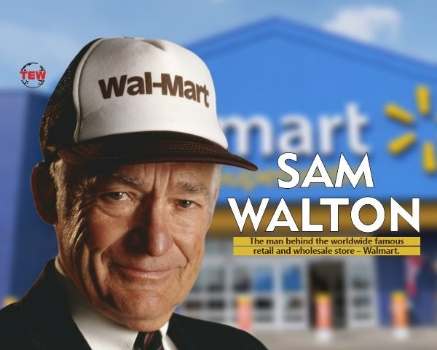 TEW
Wal-Mart
mart
SAM
WALTON
The man behind the worldwide famous
retail and wholesale store – Walmart.